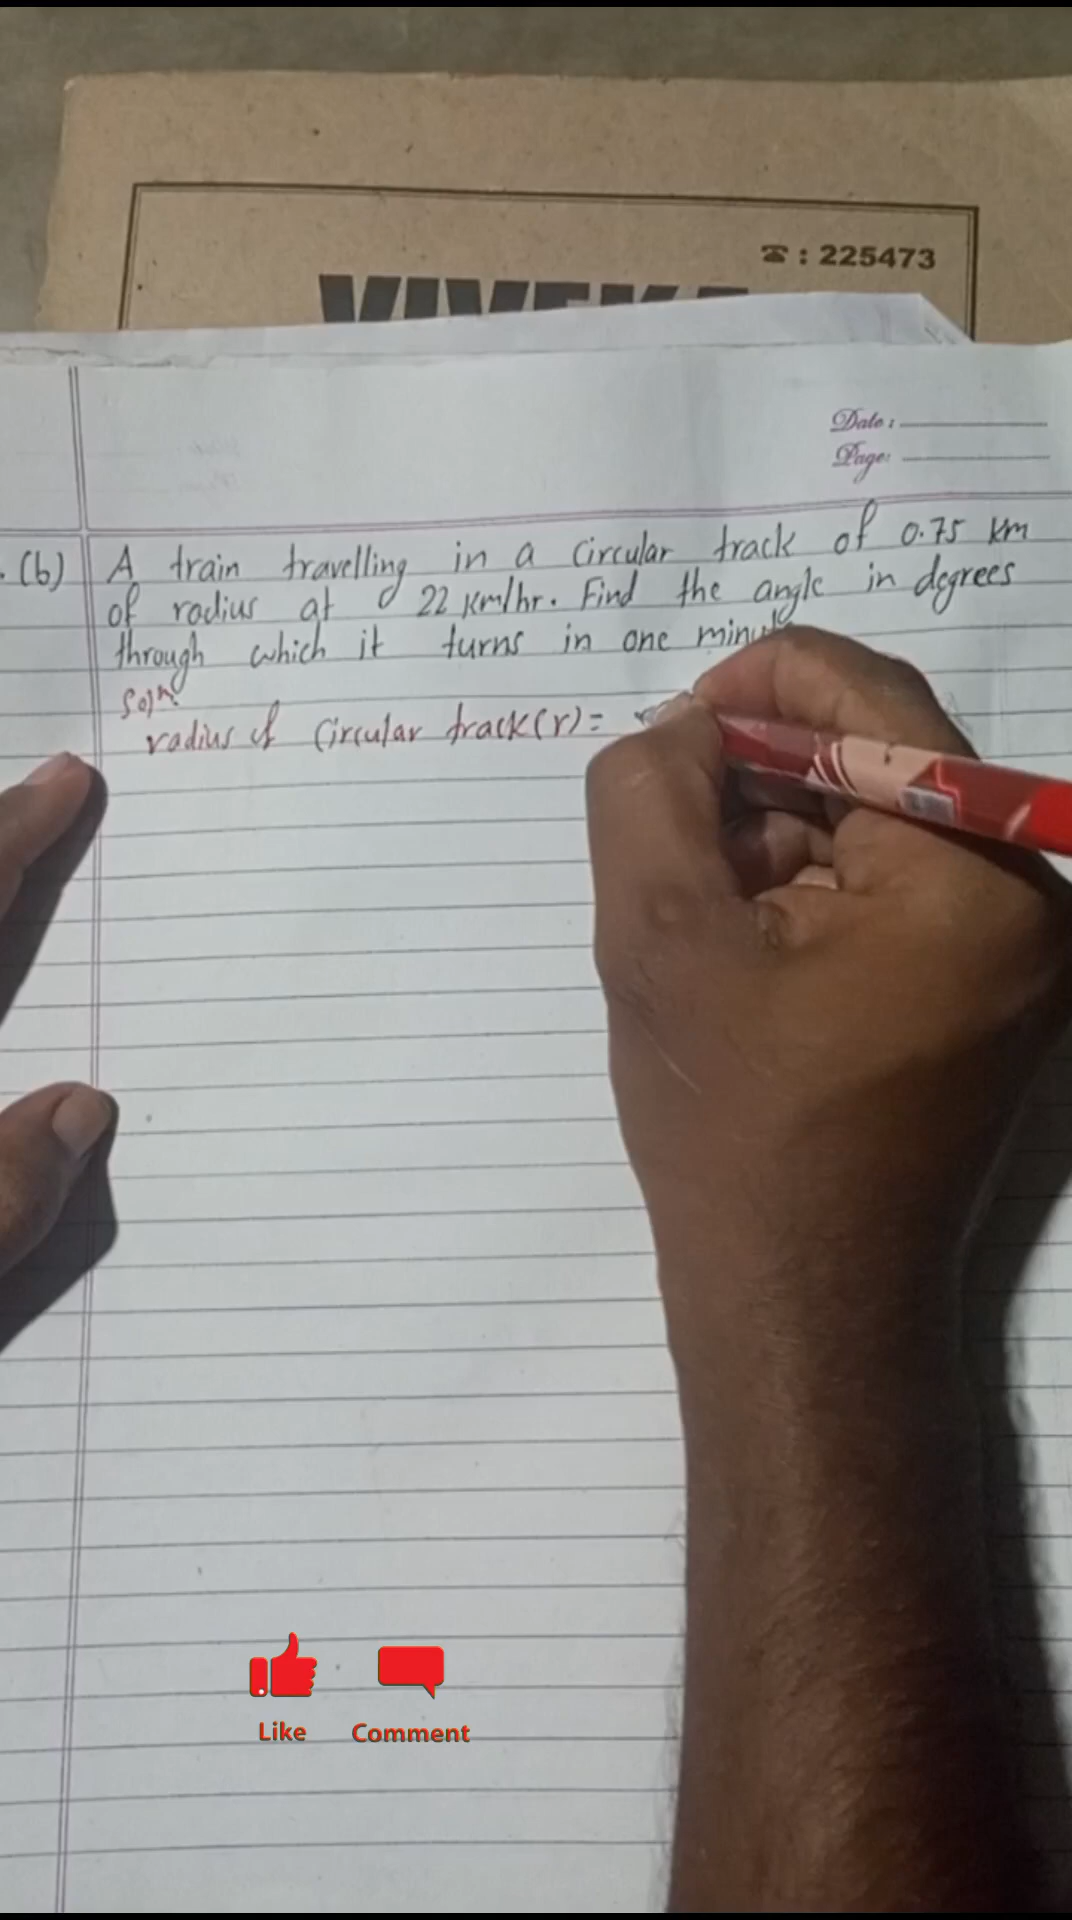 ☎ : 225473
Date :
Page:
(b) A train travelling in a circular track of 0.75 km
of radius at 22 km/hr. Find the angle in degrees
through which it turns in one
Soln
radius of circular track(r) =
Like Comment